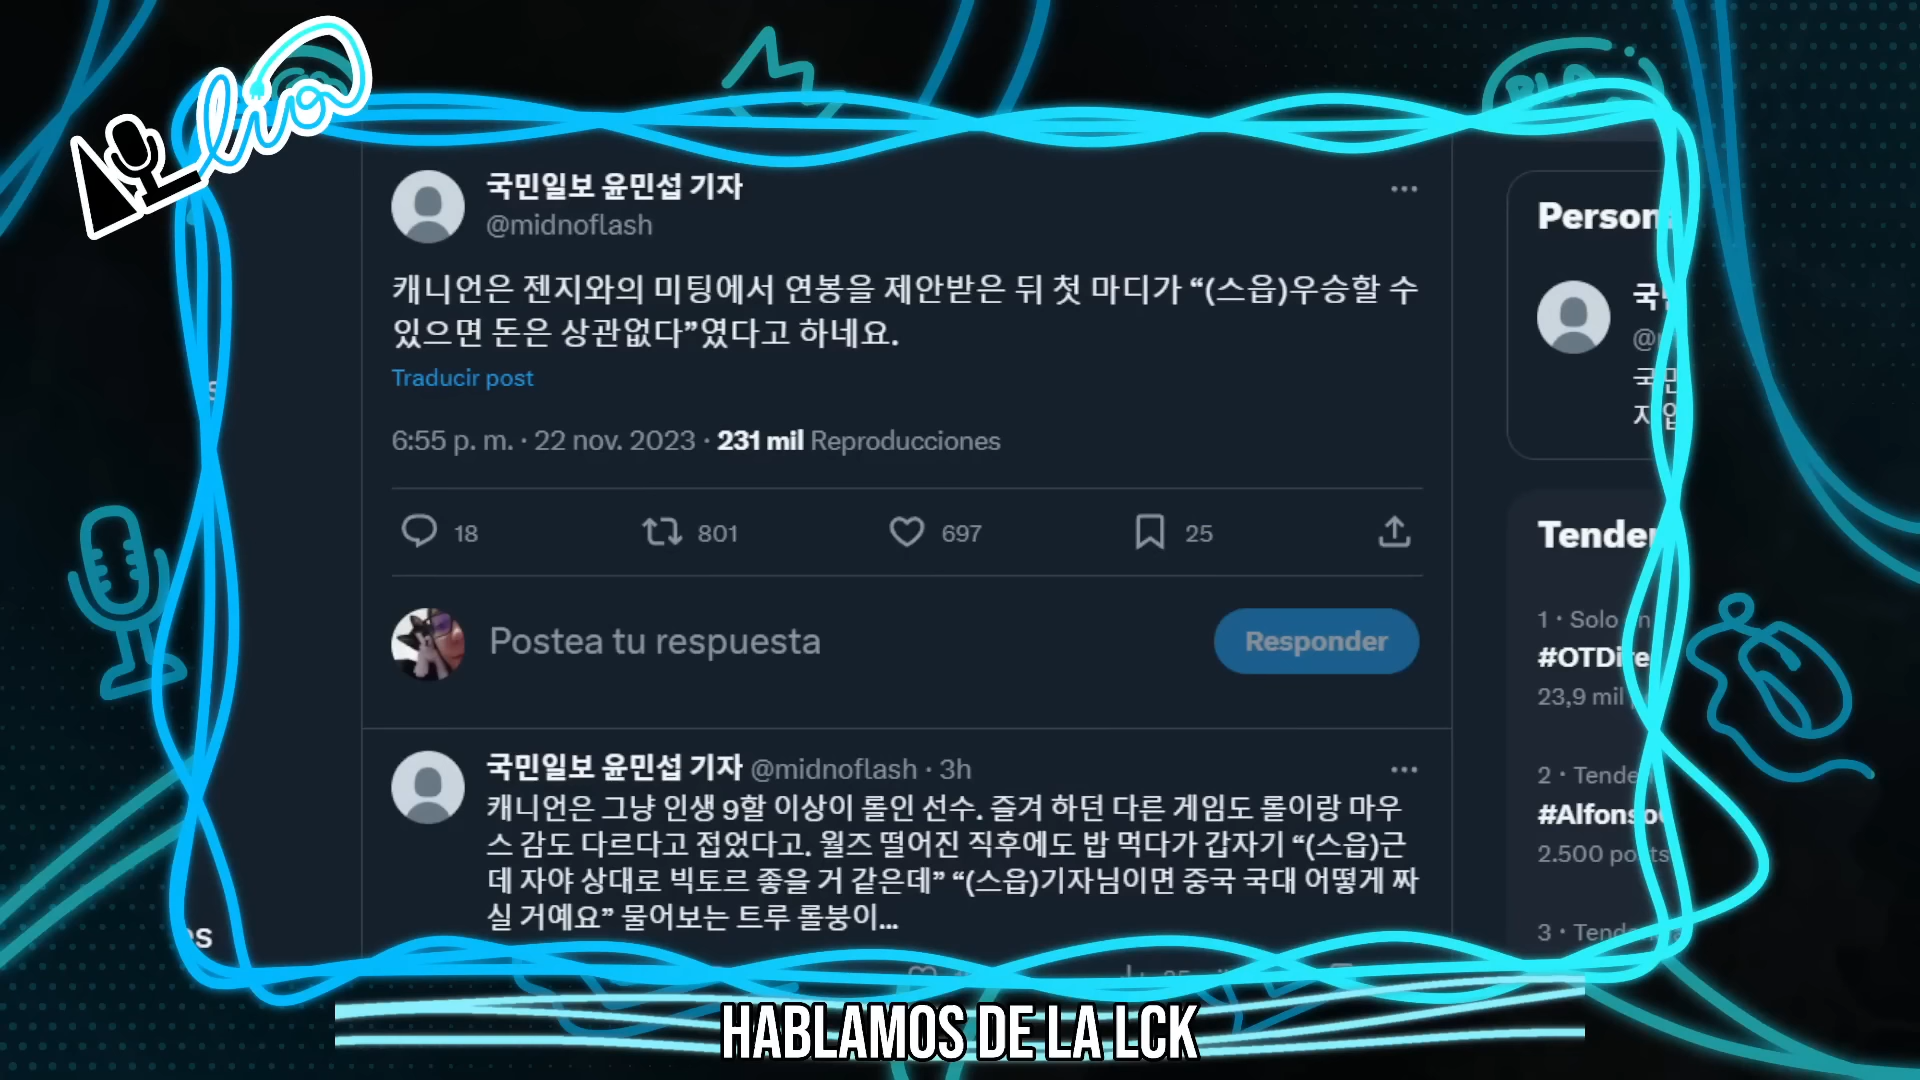 lio
국민일보 윤민섭 기자
@midnoflash
캐니언은 젠지와의 미팅에서 연봉을 제안받은 뒤 첫 마디가 “(스읍)우승할 수
있으면 돈은 상관없다”였다고 하네요.
Traducir post
6:55 p. m. · 22 nov. 2023 · 231 mil Reproducciones
18 801 697 25
Postea tu respuesta
Responder
국민일보 윤민섭 기자 @midnoflash · 3h
캐니언은 그냥 인생 9할 이상이 롤인 선수. 즐겨 하던 다른 게임도 롤이랑 마우
스 감도 다르다고 접었다고. 월즈 떨어진 직후에도 밥 먹다가 갑자기 “(스읍)근
데 자야 상대로 빅토르 좋을 거 같은데” “(스읍)기자님이면 중국 국대 어떻게 짜
실 거예요” 물어보는 트루 롤붕이...
Person
1 · Solo en
#OTDire
23,9 mil
2 · Tende
#Alfonso
2.500 posts
3 · Tend
HABLAMOS DE LA LCK